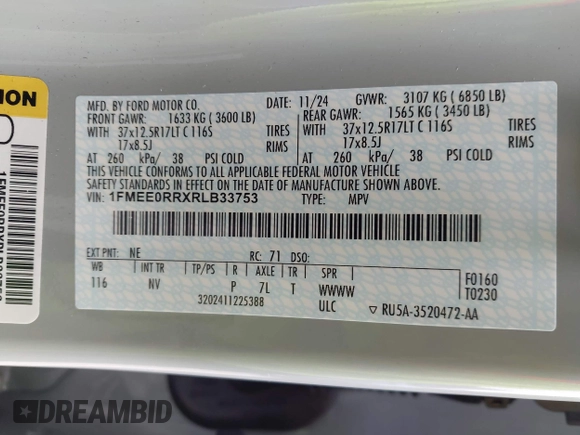 ION
MFD. BY FORD MOTOR CO.
11/24 GVWR: 3107 KG ( 6850 LB)
FRONT GAWR: 1633 KG ( 3600 LB) REAR GAWR: 1565 KG ( 3450 LB)
WITH 37x12.5R17LT C 116S TIRES WITH 37x12.5R17LT C 116S TIRES
17x8.5J RIMS 17x8.5J RIMS
AT 260 kPa/ 38 PSI COLD AT 260 kPa/ 38 PSI COLD
THIS VEHICLE CONFORMS TO ALL APPLICABLE FEDERAL MOTOR VEHICLE
SAFETY STANDARDS IN EFFECT ON THE DATE OF MANUFACTURE SHOWN ABOVE.
VIN: 1FMEE0RRXRLB33753 TYPE: MPV
EXT PNT: NE RC: 71 DSO:
WB INT TR TP/PS R AXLE TR SPR F0160
116 NV P 7L T WWWW T0230
3202411225388 ULC RU5A-3520472-AA
DREAMBID